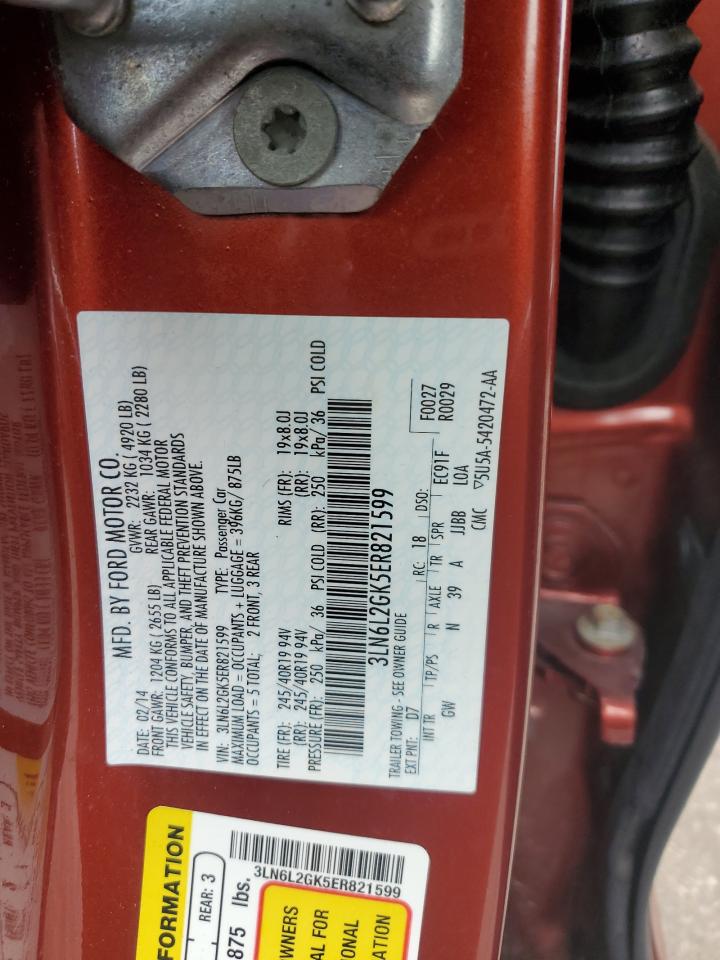 MFD. BY FORD MOTOR CO.
DATE: 02/14 GVWR: 2232 KG ( 4920 LB)
FRONT GAWR: 1204 KG ( 2655 LB) REAR GAWR: 1034 KG ( 2280 LB)
THIS VEHICLE CONFORMS TO ALL APPLICABLE FEDERAL MOTOR
VEHICLE SAFETY, BUMPER, AND THEFT PREVENTION STANDARDS
IN EFFECT ON THE DATE OF MANUFACTURE SHOWN ABOVE.
VIN: 3LN6L2GK5ER821599 TYPE: Passenger Car
MAXIMUM LOAD = OCCUPANTS + LUGGAGE = 396KG/ 875LB
OCCUPANTS = 5 TOTAL; 2 FRONT, 3 REAR
TIRE (FR): 245/40R19 94V RIMS (FR): 19x8.0J
(RR): 245/40R19 94V (RR): 19x8.0J
PRESSURE (FR): 250 kPa/ 36 PSI COLD (RR): 250 kPa/ 36 PSI COLD
3LN6L2GK5ER821599
TRAILER TOWING - SEE OWNER GUIDE F0027
EXT PNT: D7 RC: 18 DSO: R0029
INT TR TP/PS R AXLE TR SPR EC91F
GW N 39 A JJBB LOA
CMC ▽5U5A-5420472-AA
FORMATION
REAR: 3
875 lbs.
3LN6L2GK5ER821599
OWNERS
AL FOR
IONAL
ATION